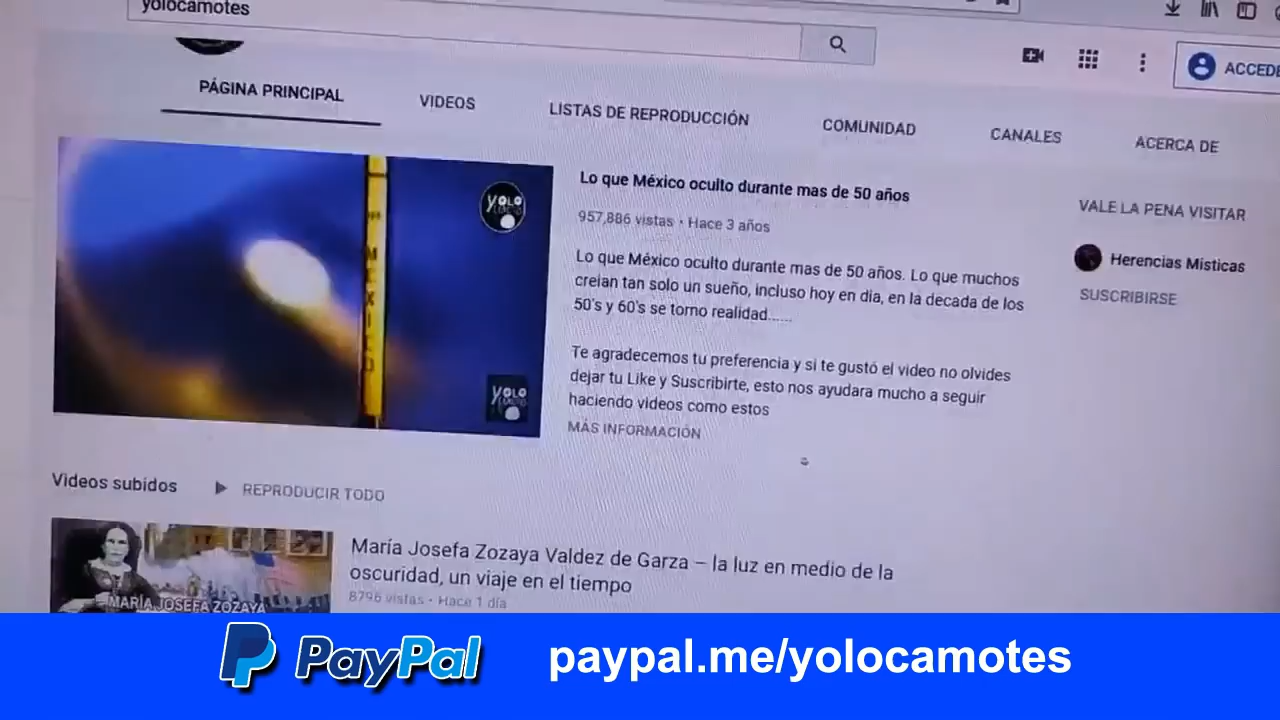 yolocamotes
ACCEDE
PÁGINA PRINCIPAL
VIDEOS
LISTAS DE REPRODUCCIÓN
COMUNIDAD
CANALES
ACERCA DE
MEXICO
YOLO
YOLO
Lo que México oculto durante mas de 50 años
957,886 vistas • Hace 3 años
Lo que México oculto durante mas de 50 años. Lo que muchos
creian tan solo un sueño, incluso hoy en dia, en la decada de los
50's y 60's se torno realidad......
Te agradecemos tu preferencia y si te gustó el video no olvides
dejar tu Like y Suscribirte, esto nos ayudara mucho a seguir
haciendo videos como estos
MÁS INFORMACIÓN
VALE LA PENA VISITAR
Herencias Misticas
SUSCRIBIRSE
Videos subidos
REPRODUCIR TODO
MARÍA JOSEFA ZOZAYA
María Josefa Zozaya Valdez de Garza – la luz en medio de la
oscuridad, un viaje en el tiempo
8796 vistas • Hace 1 día
PayPal
paypal.me/yolocamotes